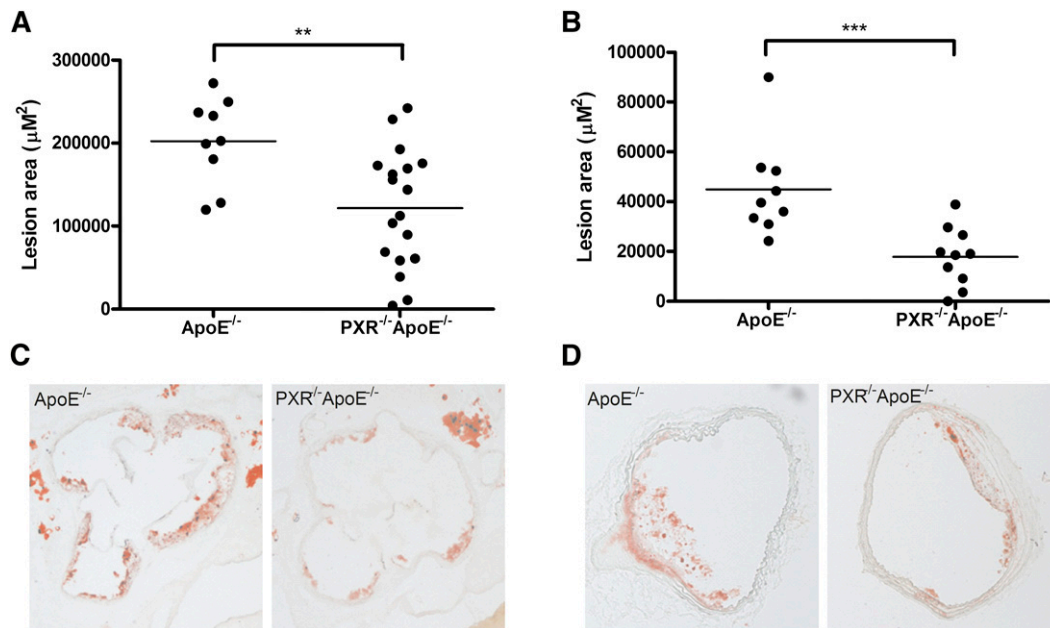 A
**
Lesion area (μM²)
300000
200000
100000
0
ApoE⁻/⁻
PXR⁻/⁻ApoE⁻/⁻
B
***
Lesion area (μM²)
100000
80000
60000
40000
20000
0
ApoE⁻/⁻
PXR⁻/⁻ApoE⁻/⁻
C
ApoE⁻/⁻
PXR⁻/⁻ApoE⁻/⁻
D
ApoE⁻/⁻
PXR⁻/⁻ApoE⁻/⁻